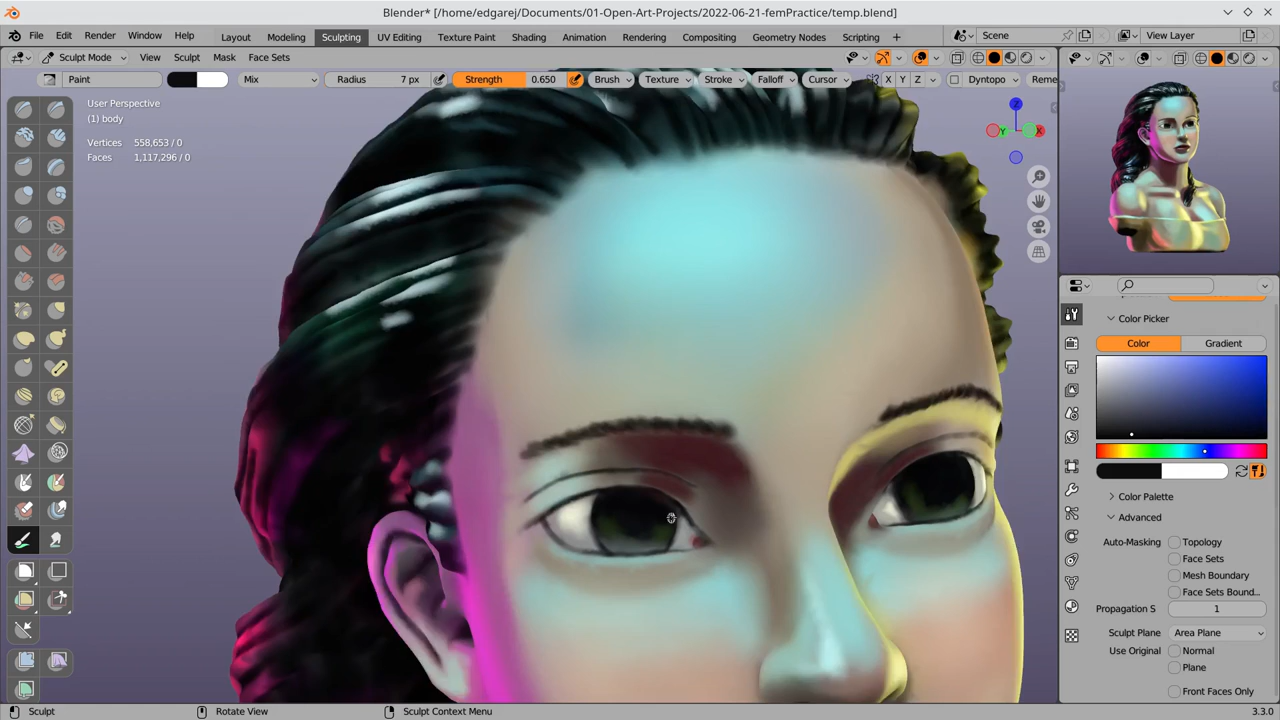 Blender* [/home/edgarej/Documents/01-Open-Art-Projects/2022-06-21-femPractice/temp.blend]
File Edit Render Window Help Layout Modeling Sculpting UV Editing Texture Paint Shading Animation Rendering Compositing Geometry Nodes Scripting + Scene View Layer
Sculpt Mode View Sculpt Mask Face Sets
Paint Mix Radius 7 px Strength 0.650 Brush Texture Stroke Falloff Cursor X Y Z Dyntopo Reme
User Perspective
(1) body
Vertices 558,653 / 0
Faces 1,117,296 / 0
Z
Y X
Color Picker
Color Gradient
Color Palette
Advanced
Auto-Masking Topology
Face Sets
Mesh Boundary
Face Sets Bound...
Propagation S 1
Sculpt Plane Area Plane
Use Original Normal
Plane
Front Faces Only
Sculpt Rotate View Sculpt Context Menu 3.3.0